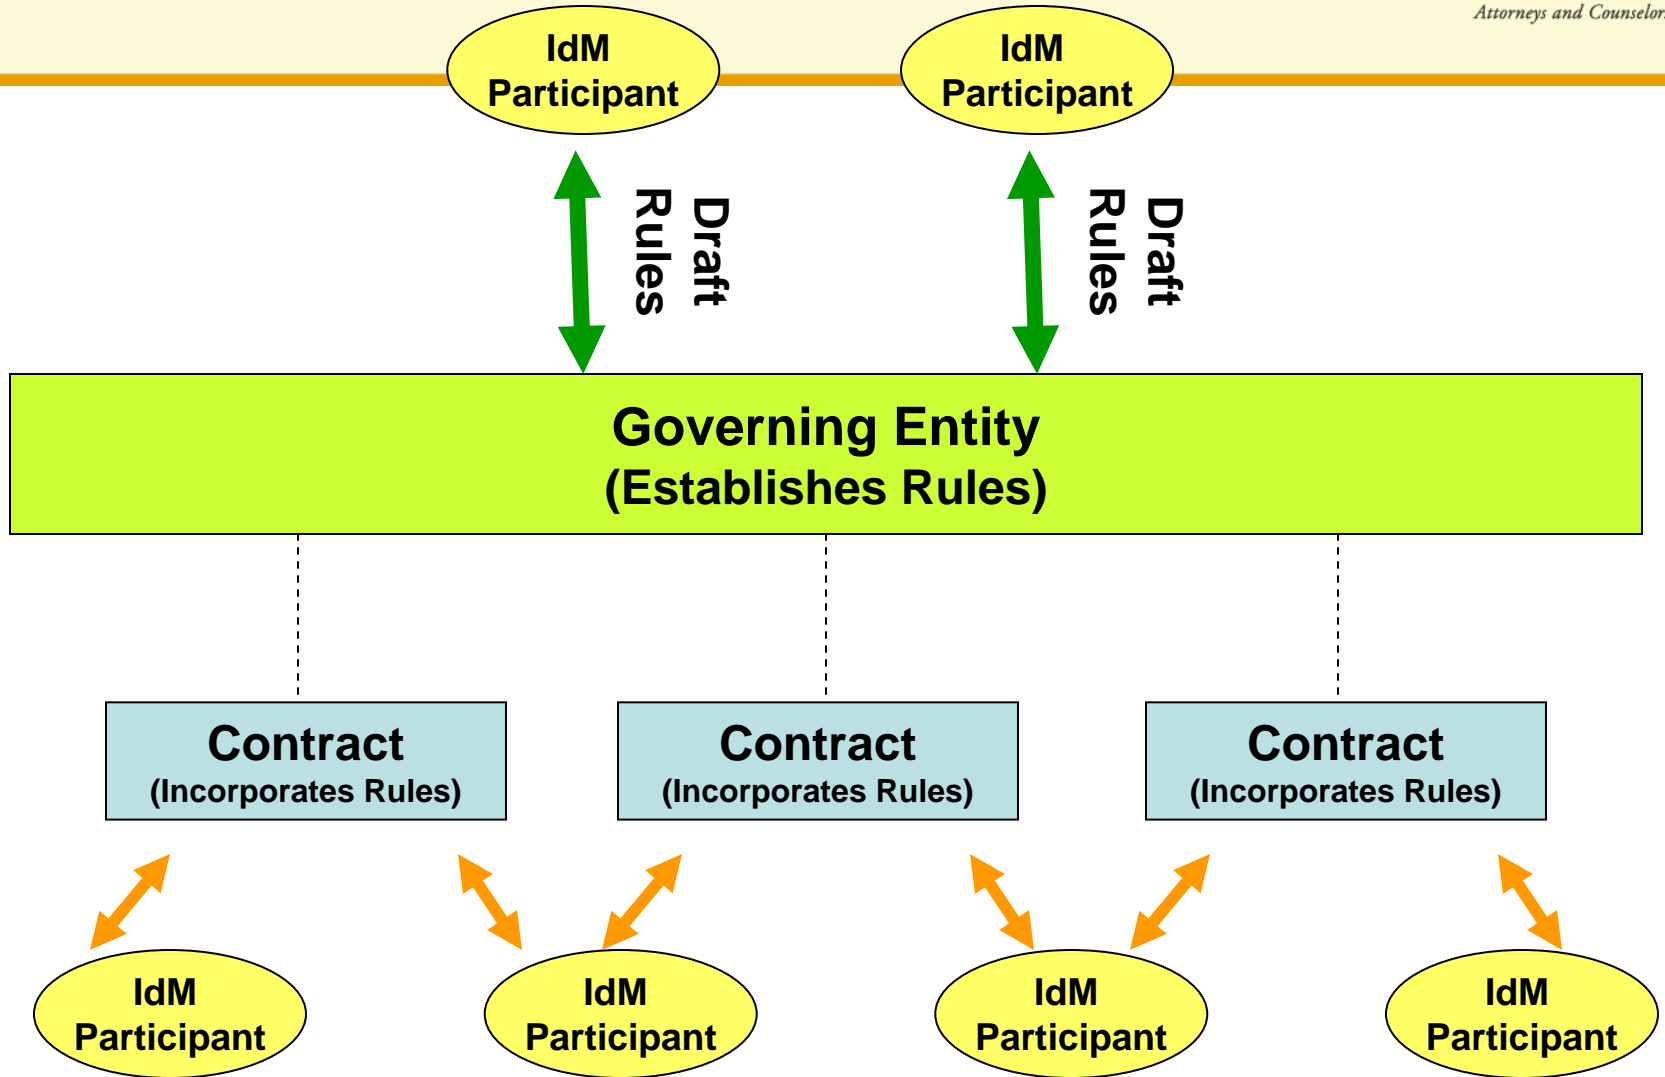 Attorneys and Counselor
IdM
Participant
IdM
Participant
Draft
Rules
Draft
Rules
Governing Entity
(Establishes Rules)
Contract
(Incorporates Rules)
Contract
(Incorporates Rules)
Contract
(Incorporates Rules)
IdM
Participant
IdM
Participant
IdM
Participant
IdM
Participant